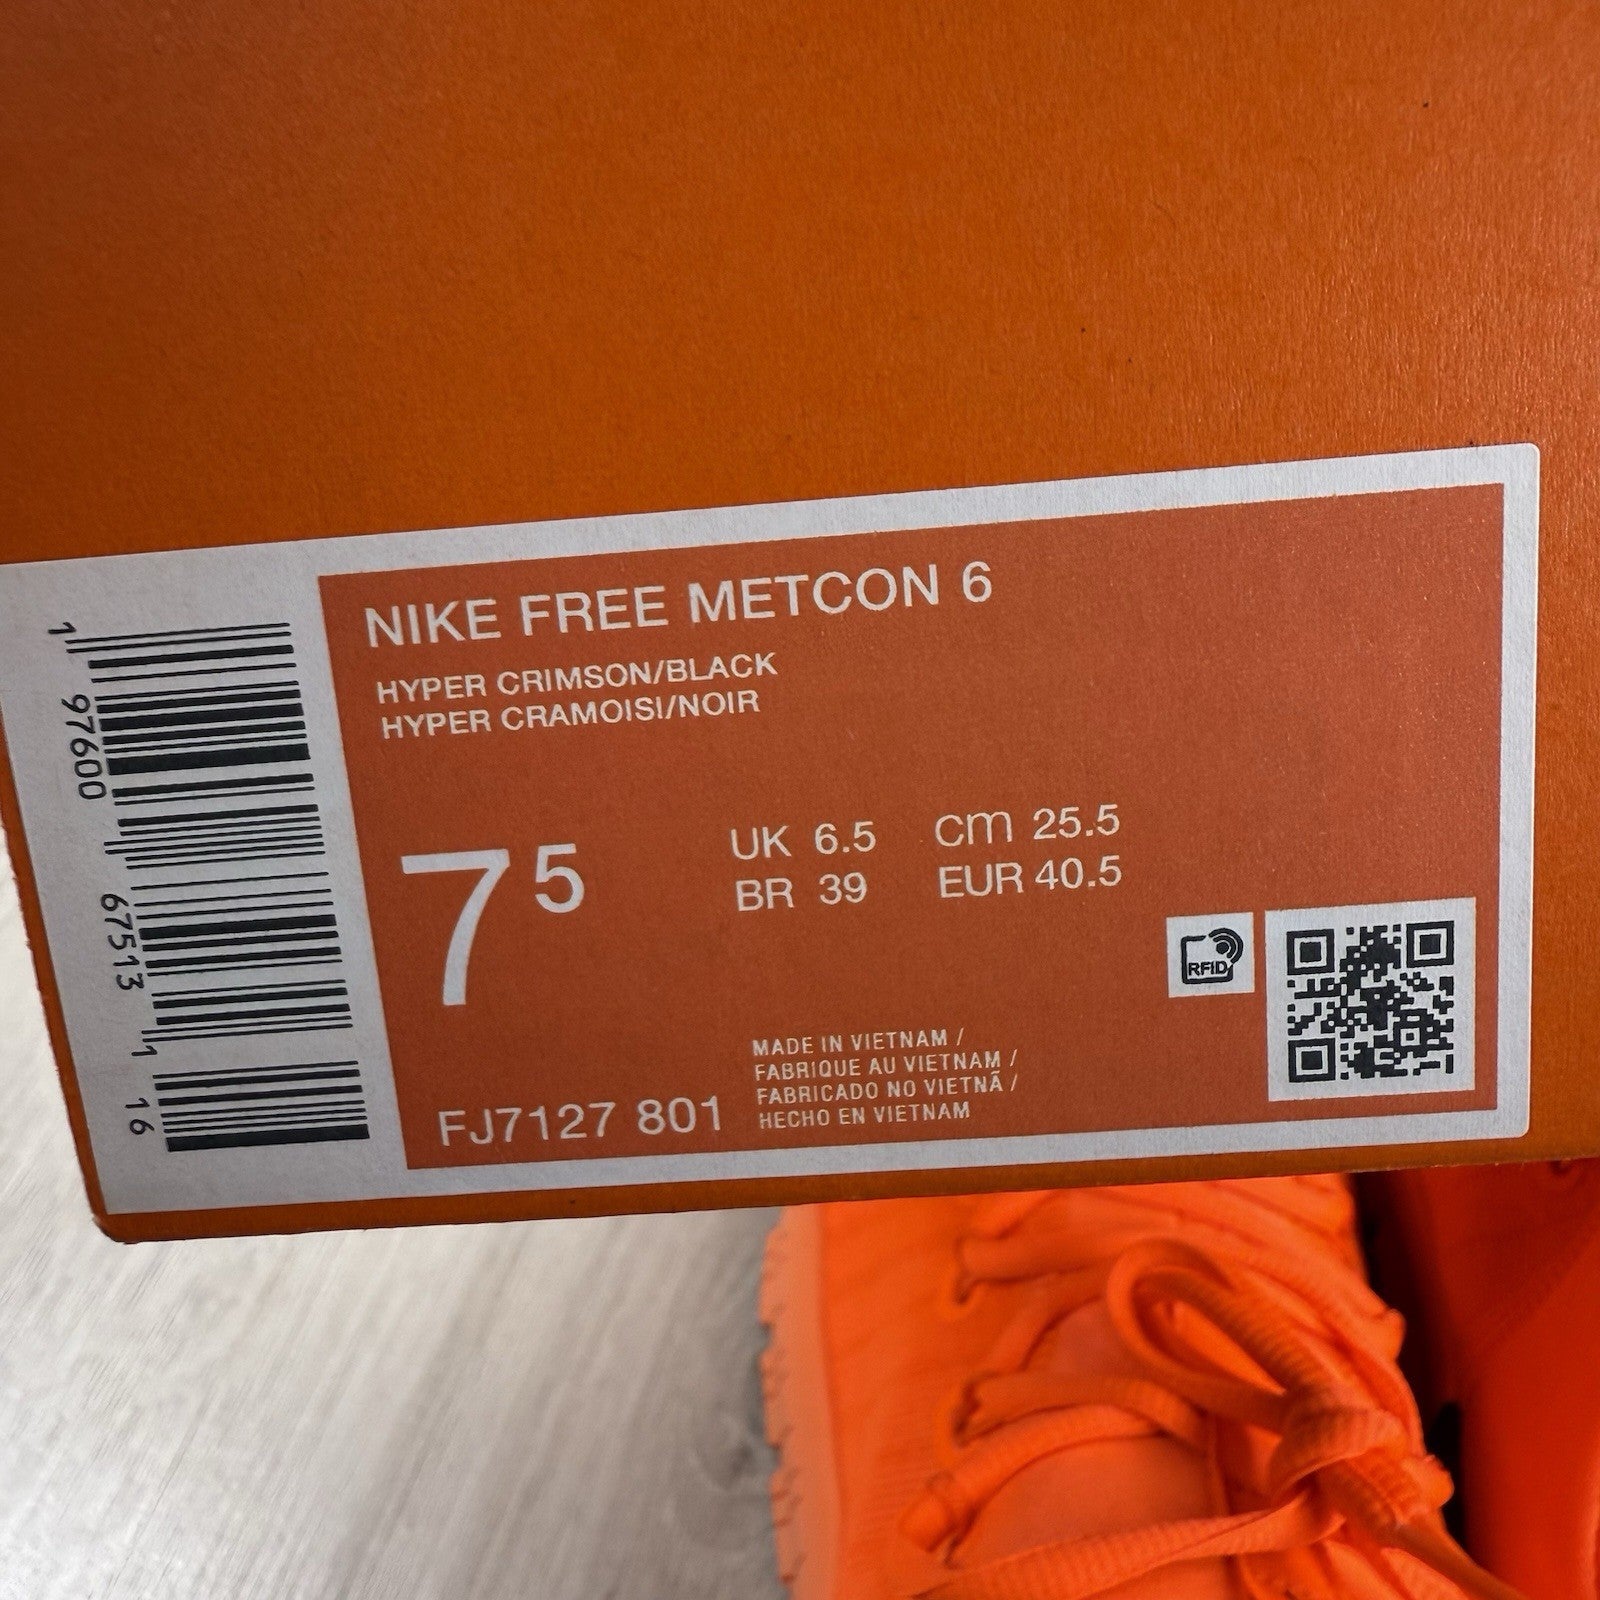 NIKE FREE METCON 6
HYPER CRIMSON/BLACK
HYPER CRAMOISI/NOIR
7 5
UK 6.5 cm 25.5
BR 39 EUR 40.5
RFID
MADE IN VIETNAM /
FABRIQUE AU VIETNAM /
FABRICADO NO VIETNÃ /
HECHO EN VIETNAM
FJ7127 801
1 97600 67513 1 16